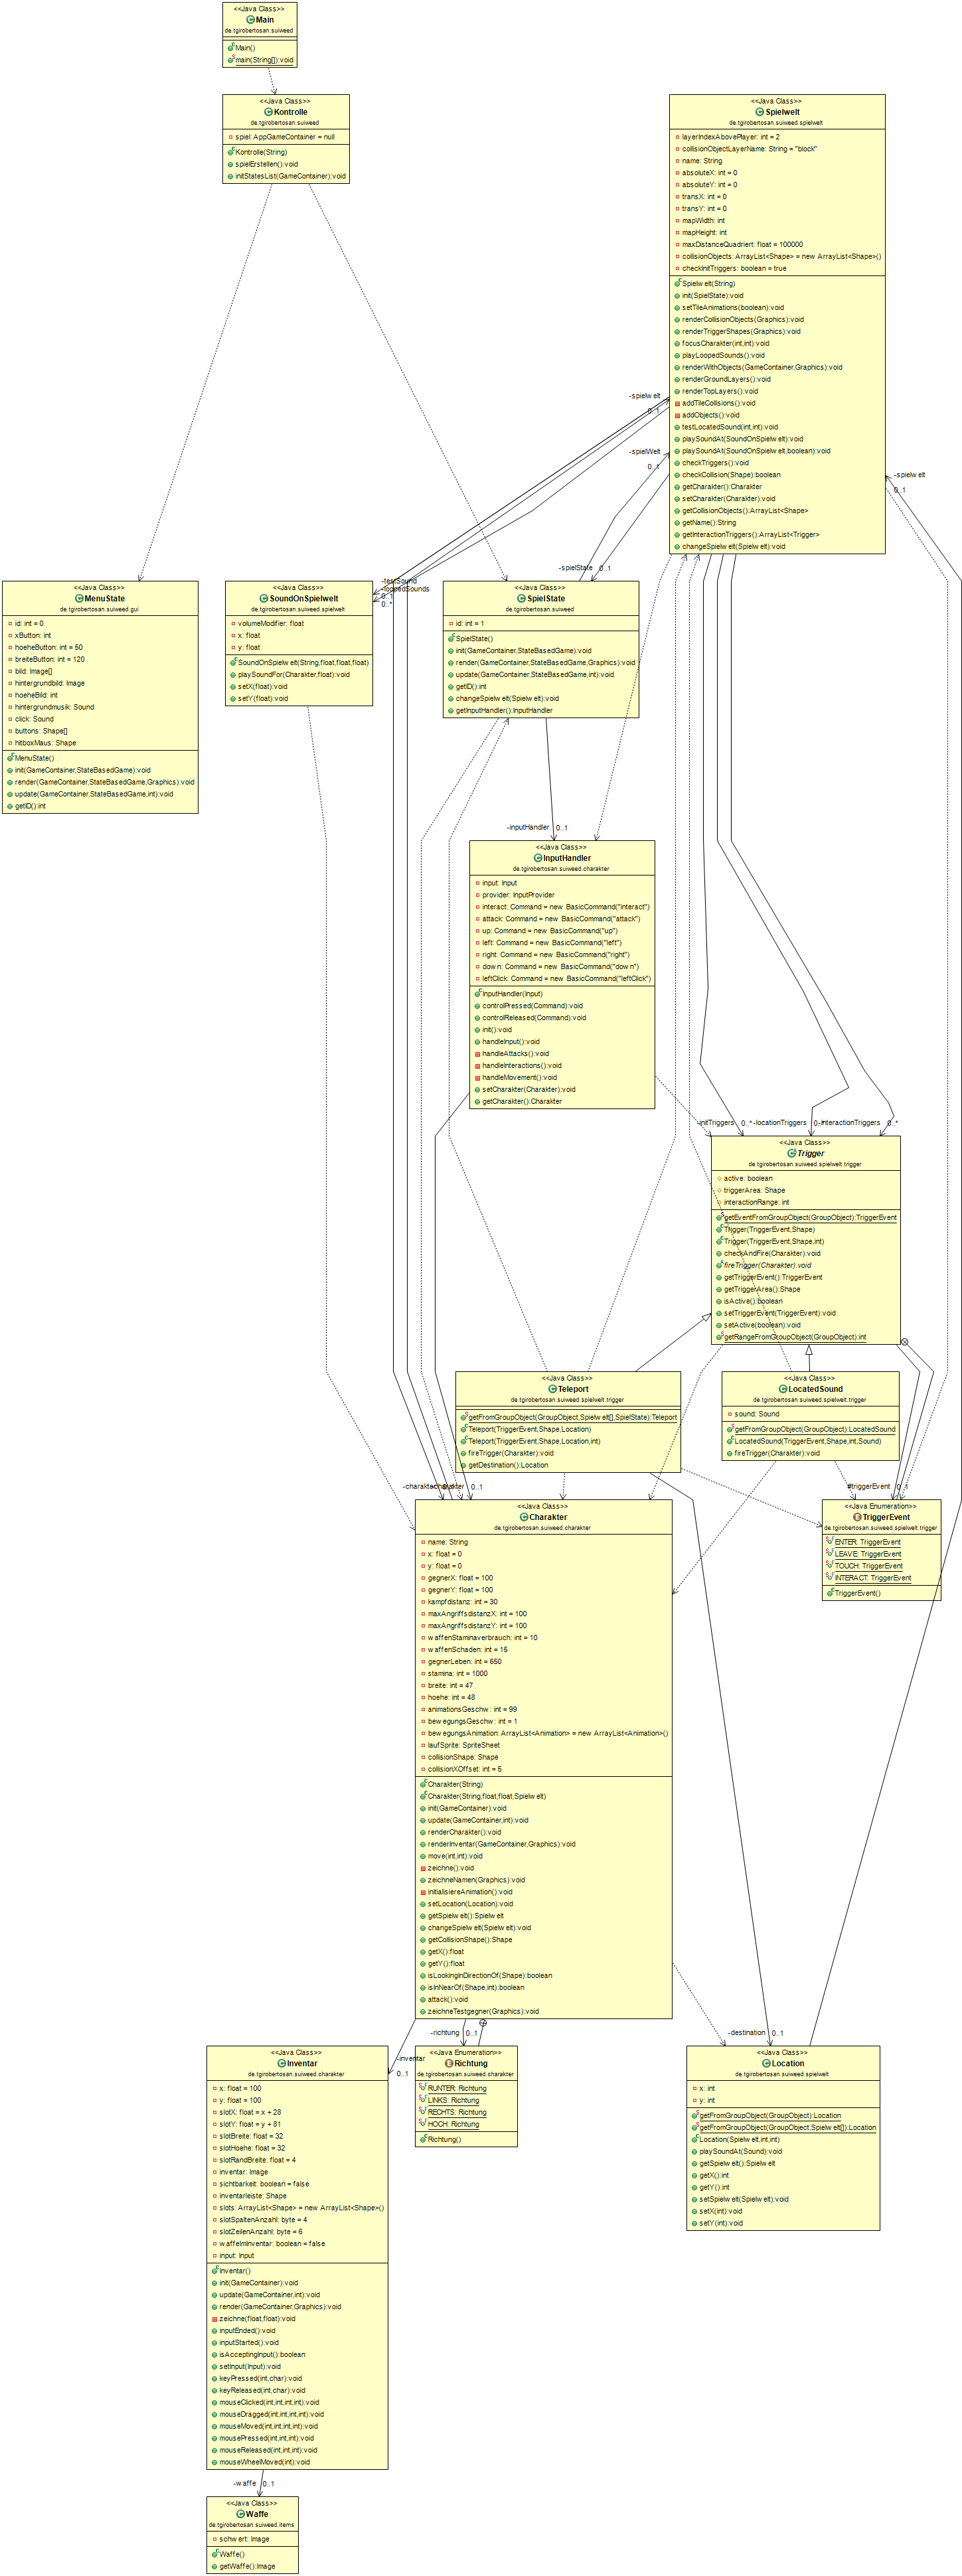 <<Java Class>>
Main
de.tgirobertosan.suiweed
Main()
main(String[]):void
<<Java Class>>
Kontrolle
de.tgirobertosan.suiweed
spiel: AppGameContainer = null
Kontrolle(String)
spielErstellen():void
initStatesList(GameContainer):void
<<Java Class>>
Spielwelt
de.tgirobertosan.suiweed.spielwelt
layerIndexAbovePlayer: int = 2
collisionObjectLayerName: String = "block"
name: String
absoluteX: int = 0
absoluteY: int = 0
transX: int = 0
transY: int = 0
mapWidth: int
mapHeight: int
maxDistanceQuadriert: float = 100000
collisionObjects: ArrayList<Shape> = new ArrayList<Shape>()
checkInitTriggers: boolean = true
Spielwelt(String)
init(SpielState):void
setTileAnimations(boolean):void
renderCollisionObjects(Graphics):void
renderTriggerShapes(Graphics):void
focusCharakter(int,int):void
playLoopedSounds():void
renderWithObjects(GameContainer,Graphics):void
renderGroundLayers():void
renderTopLayers():void
addTileCollisions():void
addObjects():void
testLocatedSound(int,int):void
playSoundAt(SoundOnSpielwelt):void
playSoundAt(SoundOnSpielwelt,boolean):void
checkTriggers():void
checkCollision(Shape):boolean
getCharakter():Charakter
setCharakter(Charakter):void
getCollisionObjects():ArrayList<Shape>
getName():String
getInteractionTriggers():ArrayList<Trigger>
changeSpielwelt(Spielwelt):void
-spielwelt
0..1
-spielWelt
0..1
-spielwelt
0..1
-spielState 0..1
-testSound
-loopedSounds
0..1
0..*
<<Java Class>>
MenuState
de.tgirobertosan.suiweed.gui
id: int = 0
xButton: int
hoeheButton: int = 50
breiteButton: int = 120
bild: Image[]
hintergrundbild: Image
hoeheBild: int
hintergrundmusik: Sound
click: Sound
buttons: Shape[]
hitboxMaus: Shape
MenuState()
init(GameContainer,StateBasedGame):void
render(GameContainer,StateBasedGame,Graphics):void
update(GameContainer,StateBasedGame,int):void
getID():int
<<Java Class>>
SoundOnSpielwelt
de.tgirobertosan.suiweed.spielwelt
volumeModifier: float
x: float
y: float
SoundOnSpielwelt(String,float,float,float)
playSoundFor(Charakter,float):void
setX(float):void
setY(float):void
<<Java Class>>
SpielState
de.tgirobertosan.suiweed
id: int = 1
SpielState()
init(GameContainer,StateBasedGame):void
render(GameContainer,StateBasedGame,Graphics):void
update(GameContainer,StateBasedGame,int):void
getID():int
changeSpielwelt(Spielwelt):void
getInputHandler():InputHandler
-inputHandler 0..1
<<Java Class>>
InputHandler
de.tgirobertosan.suiweed.charakter
input: Input
provider: InputProvider
interact: Command = new BasicCommand("interact")
attack: Command = new BasicCommand("attack")
up: Command = new BasicCommand("up")
left: Command = new BasicCommand("left")
right: Command = new BasicCommand("right")
down: Command = new BasicCommand("down")
leftClick: Command = new BasicCommand("leftClick")
InputHandler(Input)
controlPressed(Command):void
controlReleased(Command):void
init():void
handleInput():void
handleAttacks():void
handleInteractions():void
handleMovement():void
setCharakter(Charakter):void
getCharakter():Charakter
-initTriggers 0..* -locationTriggers 0..* -interactionTriggers 0..*
<<Java Class>>
Trigger
de.tgirobertosan.suiweed.spielwelt.trigger
active: boolean
triggerArea: Shape
interactionRange: int
getEventFromGroupObject(GroupObject):TriggerEvent
Trigger(TriggerEvent,Shape)
Trigger(TriggerEvent,Shape,int)
checkAndFire(Charakter):void
fireTrigger(Charakter):void
getTriggerEvent():TriggerEvent
getTriggerArea():Shape
isActive():boolean
setTriggerEvent(TriggerEvent):void
setActive(boolean):void
getRangeFromGroupObject(GroupObject):int
<<Java Class>>
Teleport
de.tgirobertosan.suiweed.spielwelt.trigger
getFromGroupObject(GroupObject,Spielwelt[],SpielState):Teleport
Teleport(TriggerEvent,Shape,Location)
Teleport(TriggerEvent,Shape,Location,int)
fireTrigger(Charakter):void
getDestination():Location
<<Java Class>>
LocatedSound
de.tgirobertosan.suiweed.spielwelt.trigger
sound: Sound
getFromGroupObject(GroupObject):LocatedSound
LocatedSound(TriggerEvent,Shape,int,Sound)
fireTrigger(Charakter):void
-charakter 0..1
#triggerEvent 0..1
<<Java Class>>
Charakter
de.tgirobertosan.suiweed.charakter
name: String
x: float = 0
y: float = 0
gegnerX: float = 100
gegnerY: float = 100
kampfdistanz: int = 30
maxAngriffsdistanzX: int = 100
maxAngriffsdistanzY: int = 100
waffenStaminaverbrauch: int = 10
waffenSchaden: int = 15
gegnerLeben: int = 650
stamina: int = 1000
breite: int = 47
hoehe: int = 48
animationsGeschw: int = 99
bewegungsGeschw: int = 1
bewegungsAnimation: ArrayList<Animation> = new ArrayList<Animation>()
laufSprite: SpriteSheet
collisionShape: Shape
collisionXOffset: int = 5
Charakter(String)
Charakter(String,float,float,Spielwelt)
init(GameContainer):void
update(GameContainer,int):void
renderCharakter():void
renderInventar(GameContainer,Graphics):void
move(int,int):void
zeichne():void
zeichneNamen(Graphics):void
initialisiereAnimation():void
setLocation(Location):void
getSpielwelt():Spielwelt
changeSpielwelt(Spielwelt):void
getCollisionShape():Shape
getX():float
getY():float
isLookingInDirectionOf(Shape):boolean
isInNearOf(Shape,int):boolean
attack():void
zeichneTestgegner(Graphics):void
<<Java Enumeration>>
TriggerEvent
de.tgirobertosan.suiweed.spielwelt.trigger
ENTER: TriggerEvent
LEAVE: TriggerEvent
TOUCH: TriggerEvent
INTERACT: TriggerEvent
TriggerEvent()
-richtung 0..1
-destination 0..1
-inventar
0..1
<<Java Class>>
Inventar
de.tgirobertosan.suiweed.charakter
x: float = 100
y: float = 100
slotX: float = x + 28
slotY: float = y + 81
slotBreite: float = 32
slotHoehe: float = 32
slotRandBreite: float = 4
inventar: Image
sichtbarkeit: boolean = false
inventarleiste: Shape
slots: ArrayList<Shape> = new ArrayList<Shape>()
slotSpaltenAnzahl: byte = 4
slotZeilenAnzahl: byte = 6
waffeImInventar: boolean = false
input: Input
Inventar()
init(GameContainer):void
update(GameContainer,int):void
render(GameContainer,Graphics):void
zeichne(float,float):void
inputEnded():void
inputStarted():void
isAcceptingInput():boolean
setInput(Input):void
keyPressed(int,char):void
keyReleased(int,char):void
mouseClicked(int,int,int,int):void
mouseDragged(int,int,int,int):void
mouseMoved(int,int,int,int):void
mousePressed(int,int,int):void
mouseReleased(int,int,int):void
mouseWheelMoved(int):void
<<Java Enumeration>>
Richtung
de.tgirobertosan.suiweed.charakter
RUNTER: Richtung
LINKS: Richtung
RECHTS: Richtung
HOCH: Richtung
Richtung()
<<Java Class>>
Location
de.tgirobertosan.suiweed.spielwelt
x: int
y: int
getFromGroupObject(GroupObject):Location
getFromGroupObject(GroupObject,Spielwelt[]):Location
Location(Spielwelt,int,int)
playSoundAt(Sound):void
getSpielwelt():Spielwelt
getX():int
getY():int
setSpielwelt(Spielwelt):void
setX(int):void
setY(int):void
-waffe 0..1
<<Java Class>>
Waffe
de.tgirobertosan.suiweed.items
schwert: Image
Waffe()
getWaffe():Image